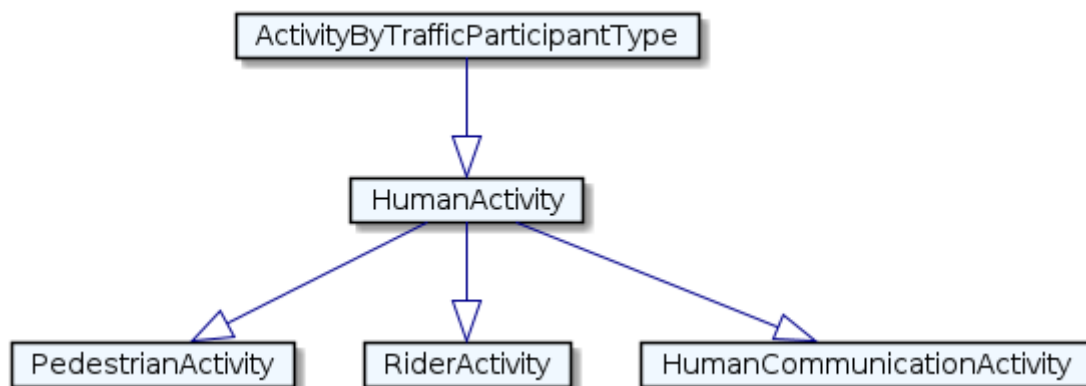 ActivityByTrafficParticipantType
HumanActivity
PedestrianActivity
RiderActivity
HumanCommunicationActivity